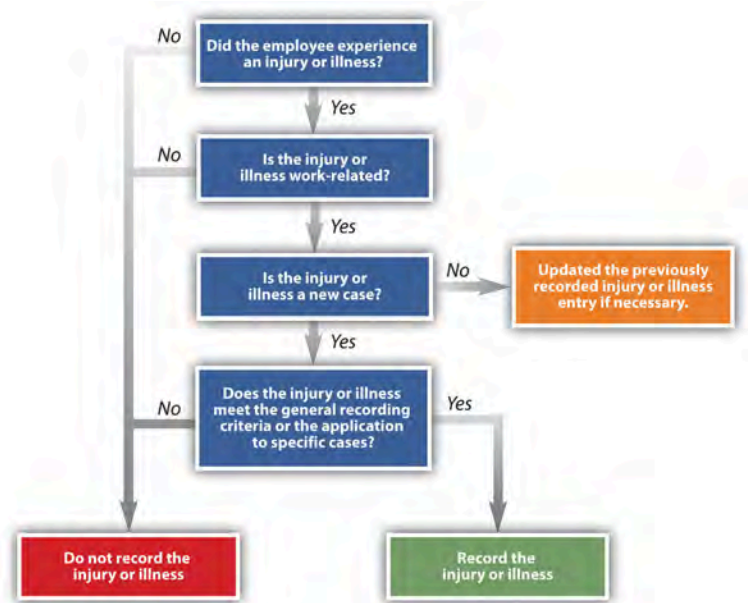 No
Did the employee experience
an injury or illness?
Yes
No
Is the injury or
illness work-related?
Yes
Is the injury or
illness a new case?
No
Updated the previously
recorded injury or illness
entry if necessary.
Yes
No
Does the injury or illness
meet the general recording
criteria or the application
to specific cases?
Yes
Do not record the
injury or illness
Record the
injury or illness